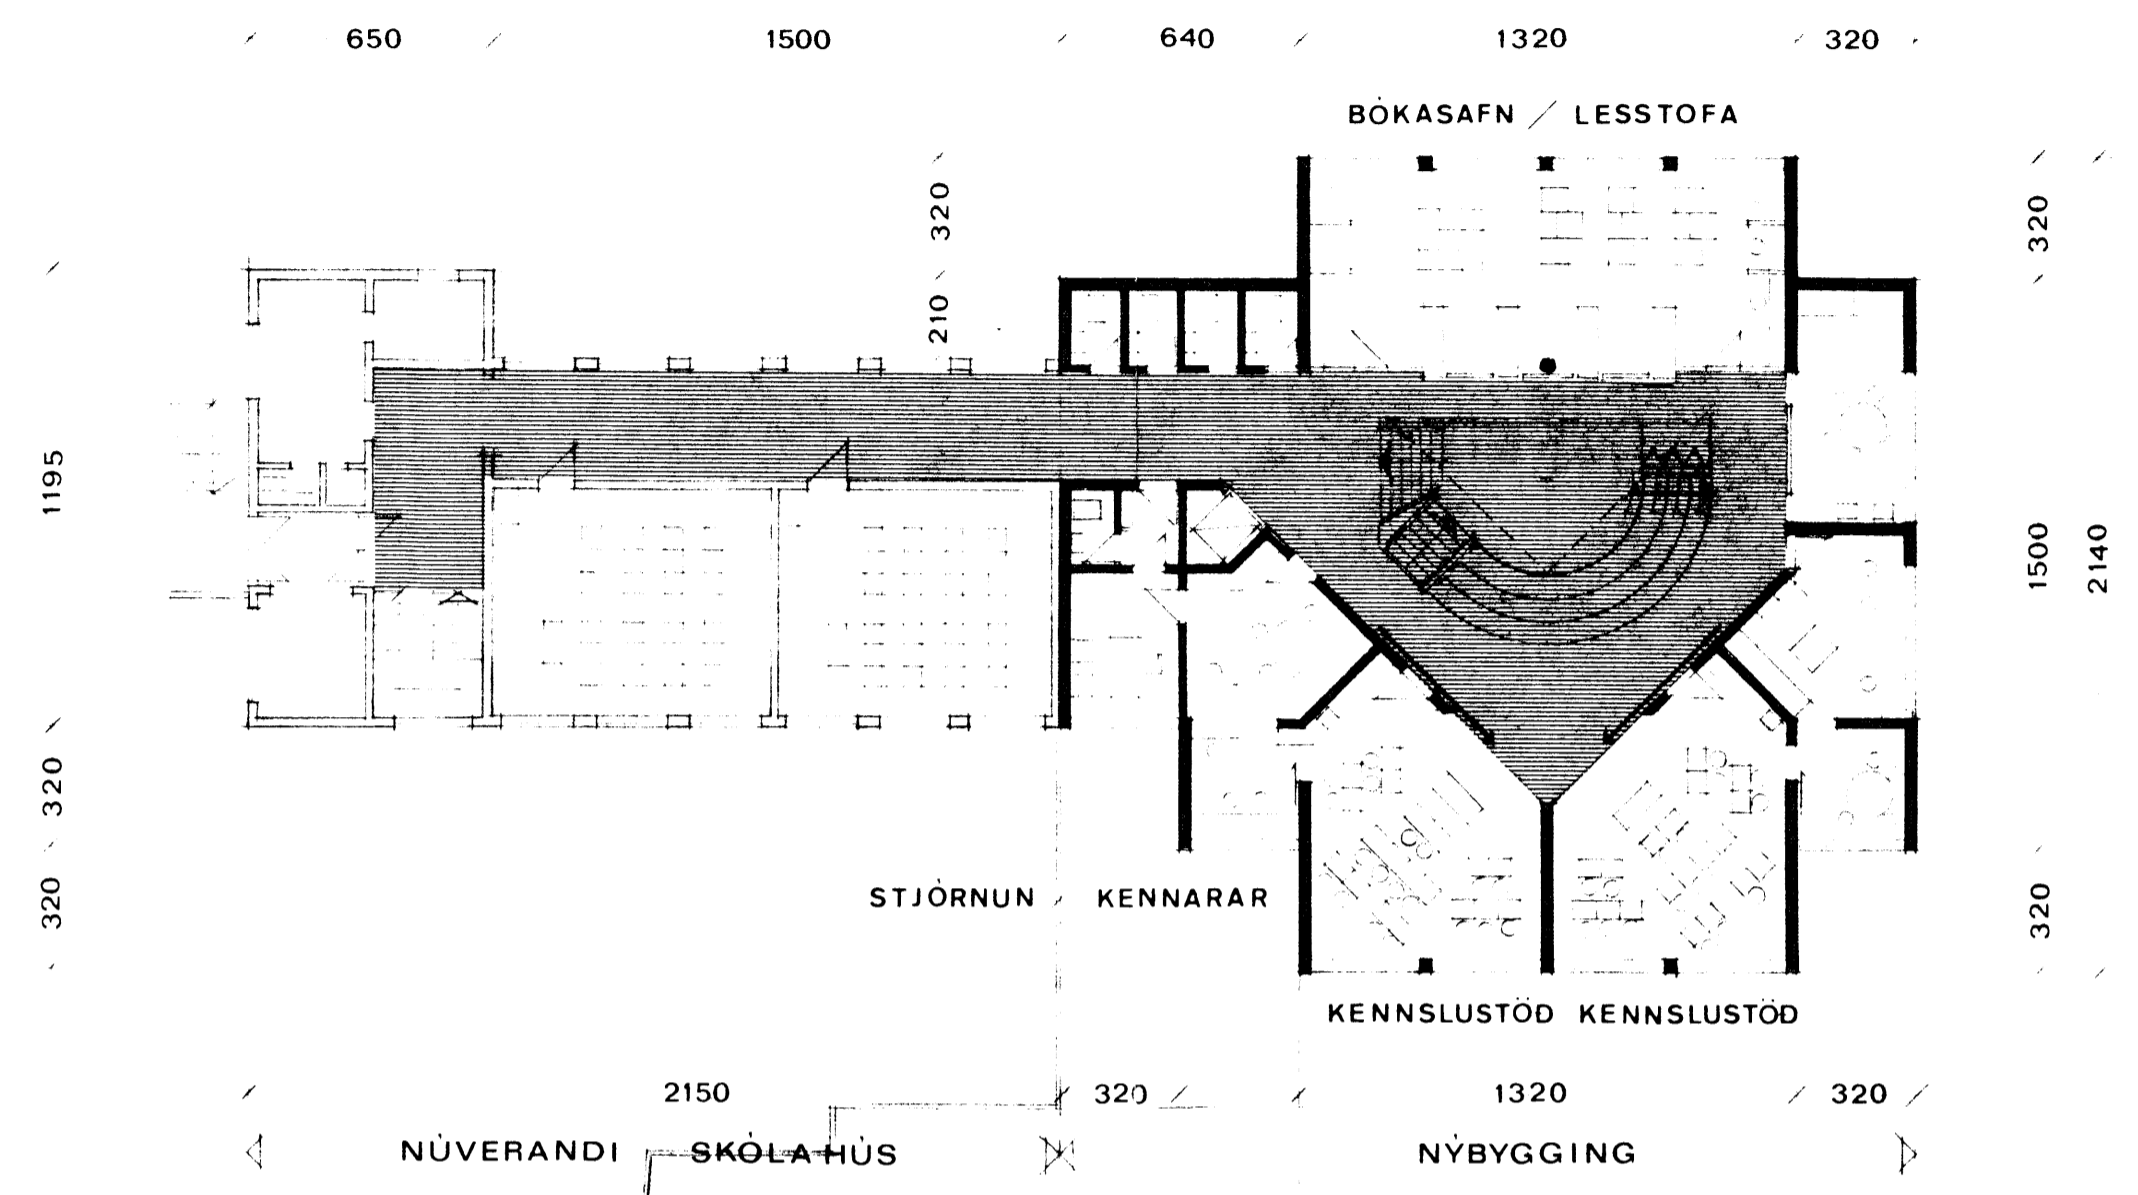 650 1500 640 1320 320
BÓKASAFN / LESSTOFA
320
320
210
1195
1500
2140
320
320
320
STJÓRNUN / KENNARAR
KENNSLUSTÖÐ KENNSLUSTÖÐ
2150 320 1320 320
NÚVERANDI SKÓLAHÚS NÝBYGGING